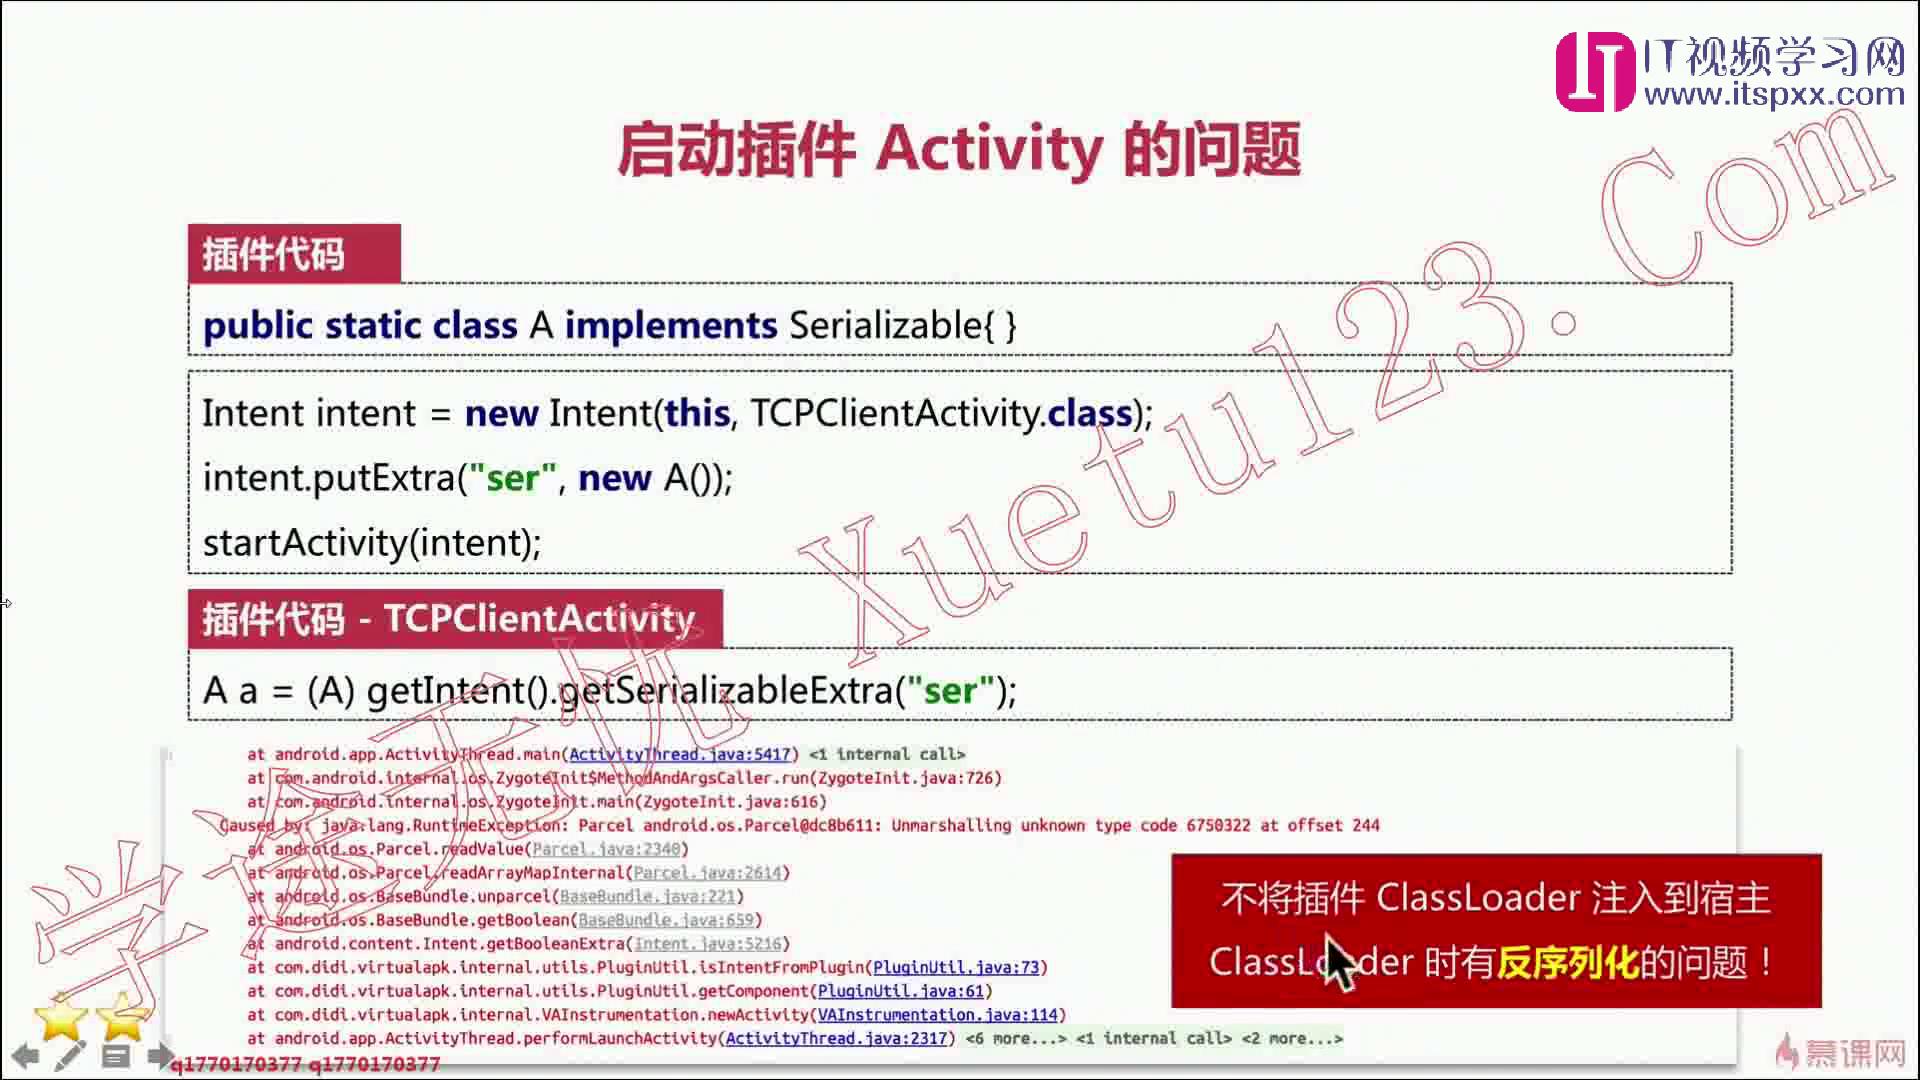 IT视频学习网
www.itspxx.com
启动插件 Activity 的问题
插件代码
public static class A implements Serializable{ }
Intent intent = new Intent(this, TCPClientActivity.class);
intent.putExtra("ser", new A());
startActivity(intent);
插件代码 - TCPClientActivity
A a = (A) getIntent().getSerializableExtra("ser");
at android.app.ActivityThread.main(ActivityThread.java:5417) <1 internal call>
at com.android.internal.os.ZygoteInit$MethodAndArgsCaller.run(ZygoteInit.java:726)
at com.android.internal.os.ZygoteInit.main(ZygoteInit.java:616)
Caused by: java.lang.RuntimeException: Parcel android.os.Parcel@dc8b611: Unmarshalling unknown type code 6750322 at offset 244
at android.os.Parcel.readValue(Parcel.java:2340)
at android.os.Parcel.readArrayMapInternal(Parcel.java:2614)
at android.os.BaseBundle.unparcel(BaseBundle.java:221)
at android.os.BaseBundle.getBoolean(BaseBundle.java:659)
at android.content.Intent.getBooleanExtra(Intent.java:5216)
at com.didi.virtualapk.internal.utils.PluginUtil.isIntentFromPlugin(PluginUtil.java:73)
at com.didi.virtualapk.internal.utils.PluginUtil.getComponent(PluginUtil.java:61)
at com.didi.virtualapk.internal.VAInstrumentation.newActivity(VAInstrumentation.java:114)
at android.app.ActivityThread.performLaunchActivity(ActivityThread.java:2317) <6 more...> <1 internal call> <2 more...>
不将插件 ClassLoader 注入到宿主
ClassLoader 时有反序列化的问题！
学途无忧 Xuetu123.Com
q1770170377 q1770170377
慕课网